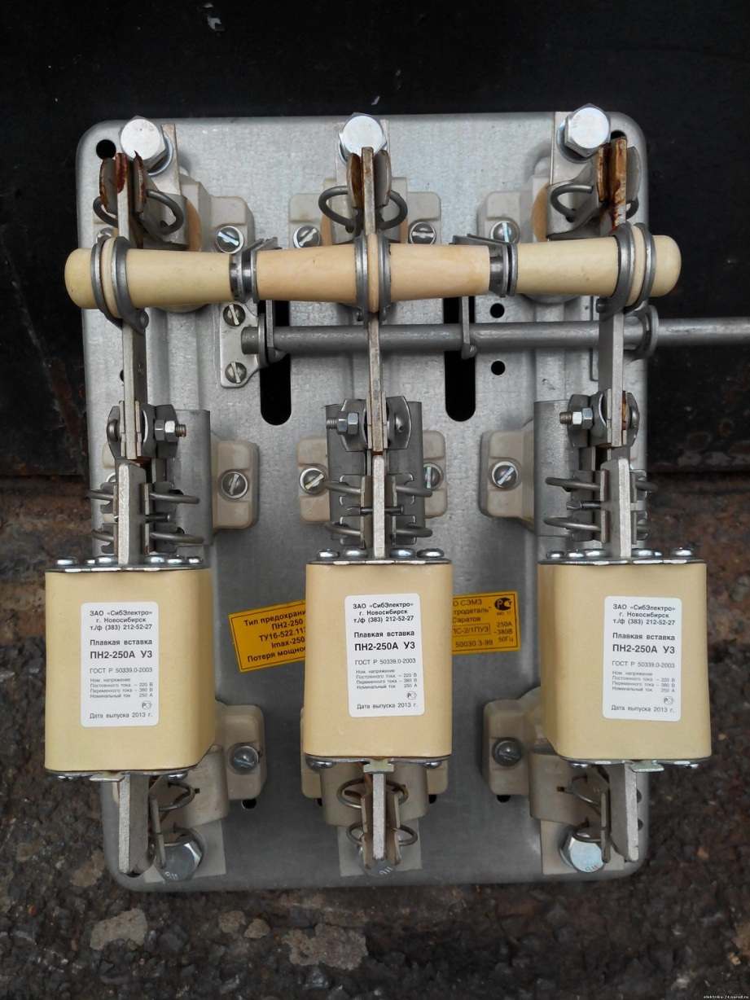 ЗАО «СибЭлектро»
г. Новосибирск
т./ф (383) 212-52-27
Плавкая вставка
ПН2-250А У3
ГОСТ Р 50339.0-2003
Ном. напряжение
Постоянного тока – 220 В
Переменного тока – 380 В
Номинальный ток 250 А
Дата выпуска 2013 г.
Тип предохрани
ПН2-250
ТУ16-522.11
Imax-250
Потеря мощно
ЗАО «СибЭлектро»
г. Новосибирск
т./ф (383) 212-52-27
Плавкая вставка
ПН2-250А У3
ГОСТ Р 50339.0-2003
Ном. напряжение
Постоянного тока – 220 В
Переменного тока – 380 В
Номинальный ток 250 А
Дата выпуска 2013 г.
О СЭМЗ
тродеталь"
Саратов 250А
ПС-2/1ПУЗ ~380В
50030.3-99 50Гц
ЗАО «СибЭлектро»
г. Новосибирск
т./ф (383) 212-52-27
Плавкая вставка
ПН2-250А У3
ГОСТ Р 50339.0-2003
Ном. напряжение
Постоянного тока – 220 В
Переменного тока – 380 В
Номинальный ток 250 А
Дата выпуска 2013 г.
elektrika-24.narod.ru